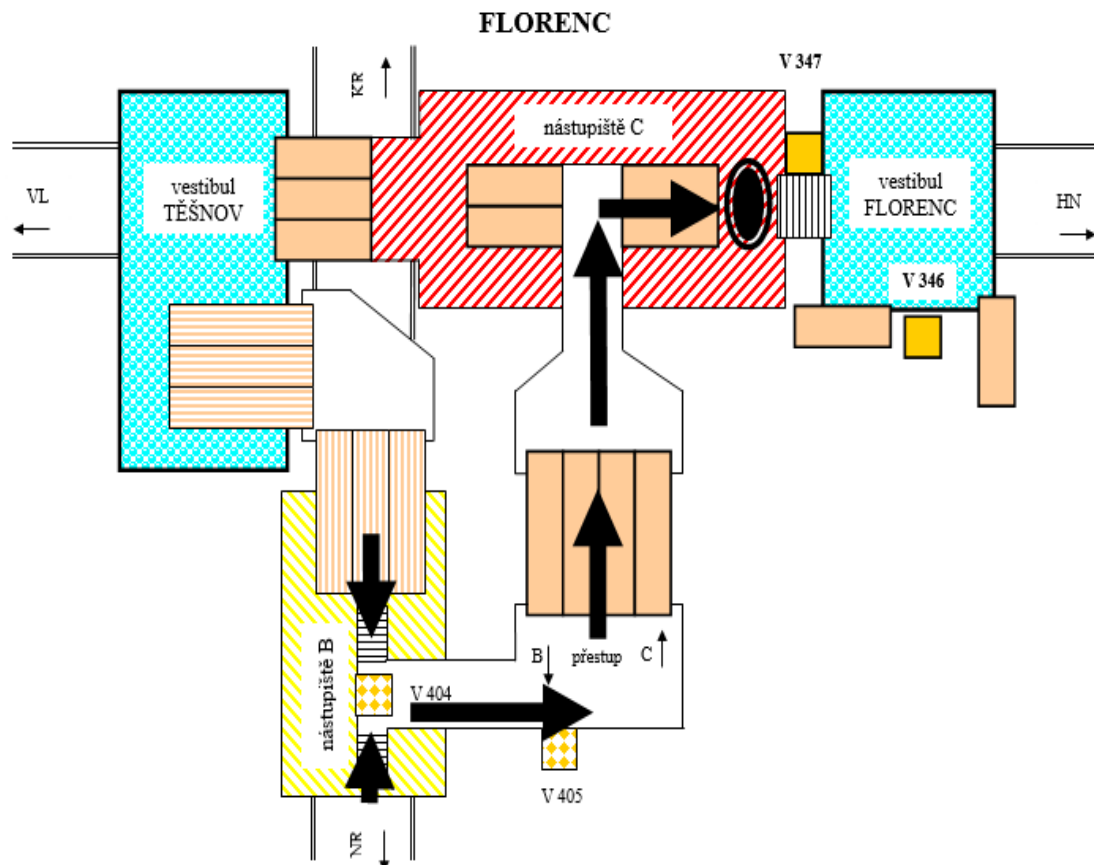 FLORENC
V 347
KR
nástupiště C
vestibul
TĚŠNOV
vestibul
FLORENC
VL
HN
V 346
B
přestup
C
nástupiště B
V 404
V 405
NR